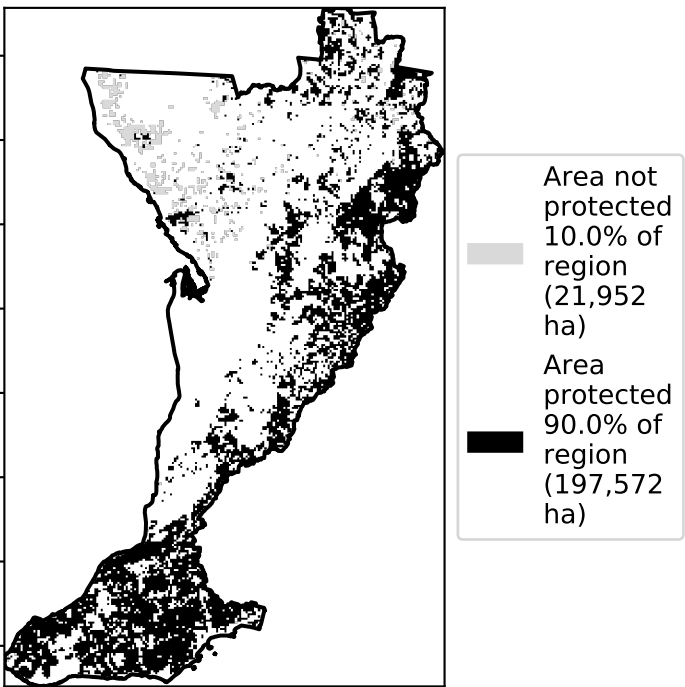 Area not
protected
10.0% of
region
(21,952
ha)
Area
protected
90.0% of
region
(197,572
ha)